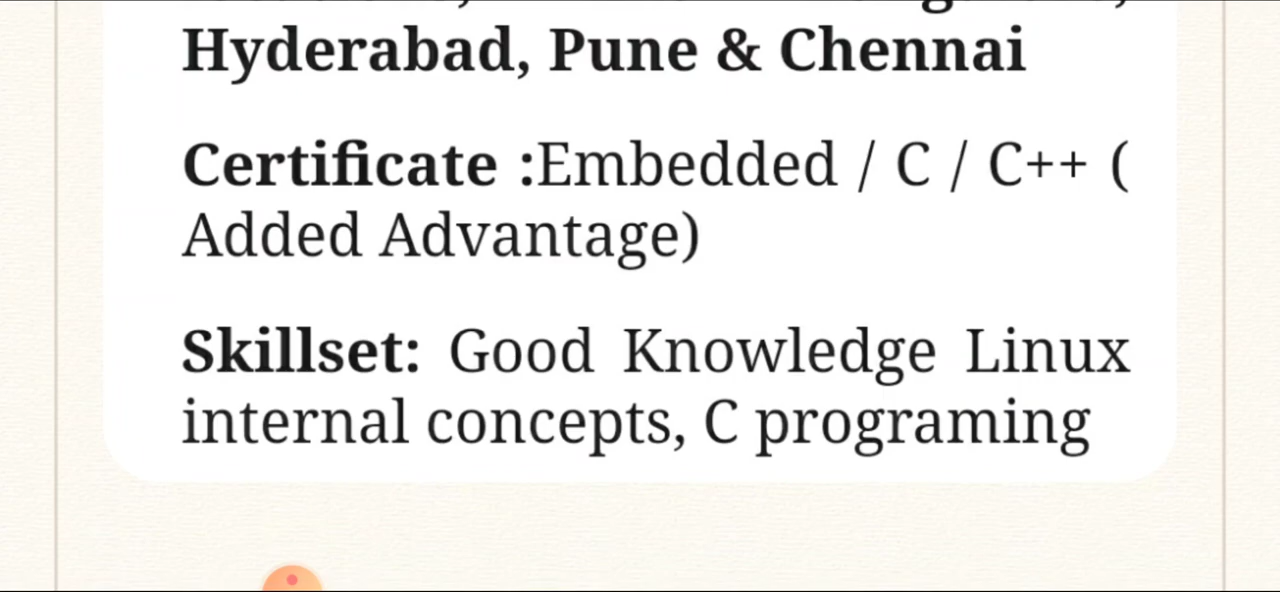 Hyderabad, Pune & Chennai
Certificate :Embedded / C / C++ (
Added Advantage)
Skillset: Good Knowledge Linux
internal concepts, C programing